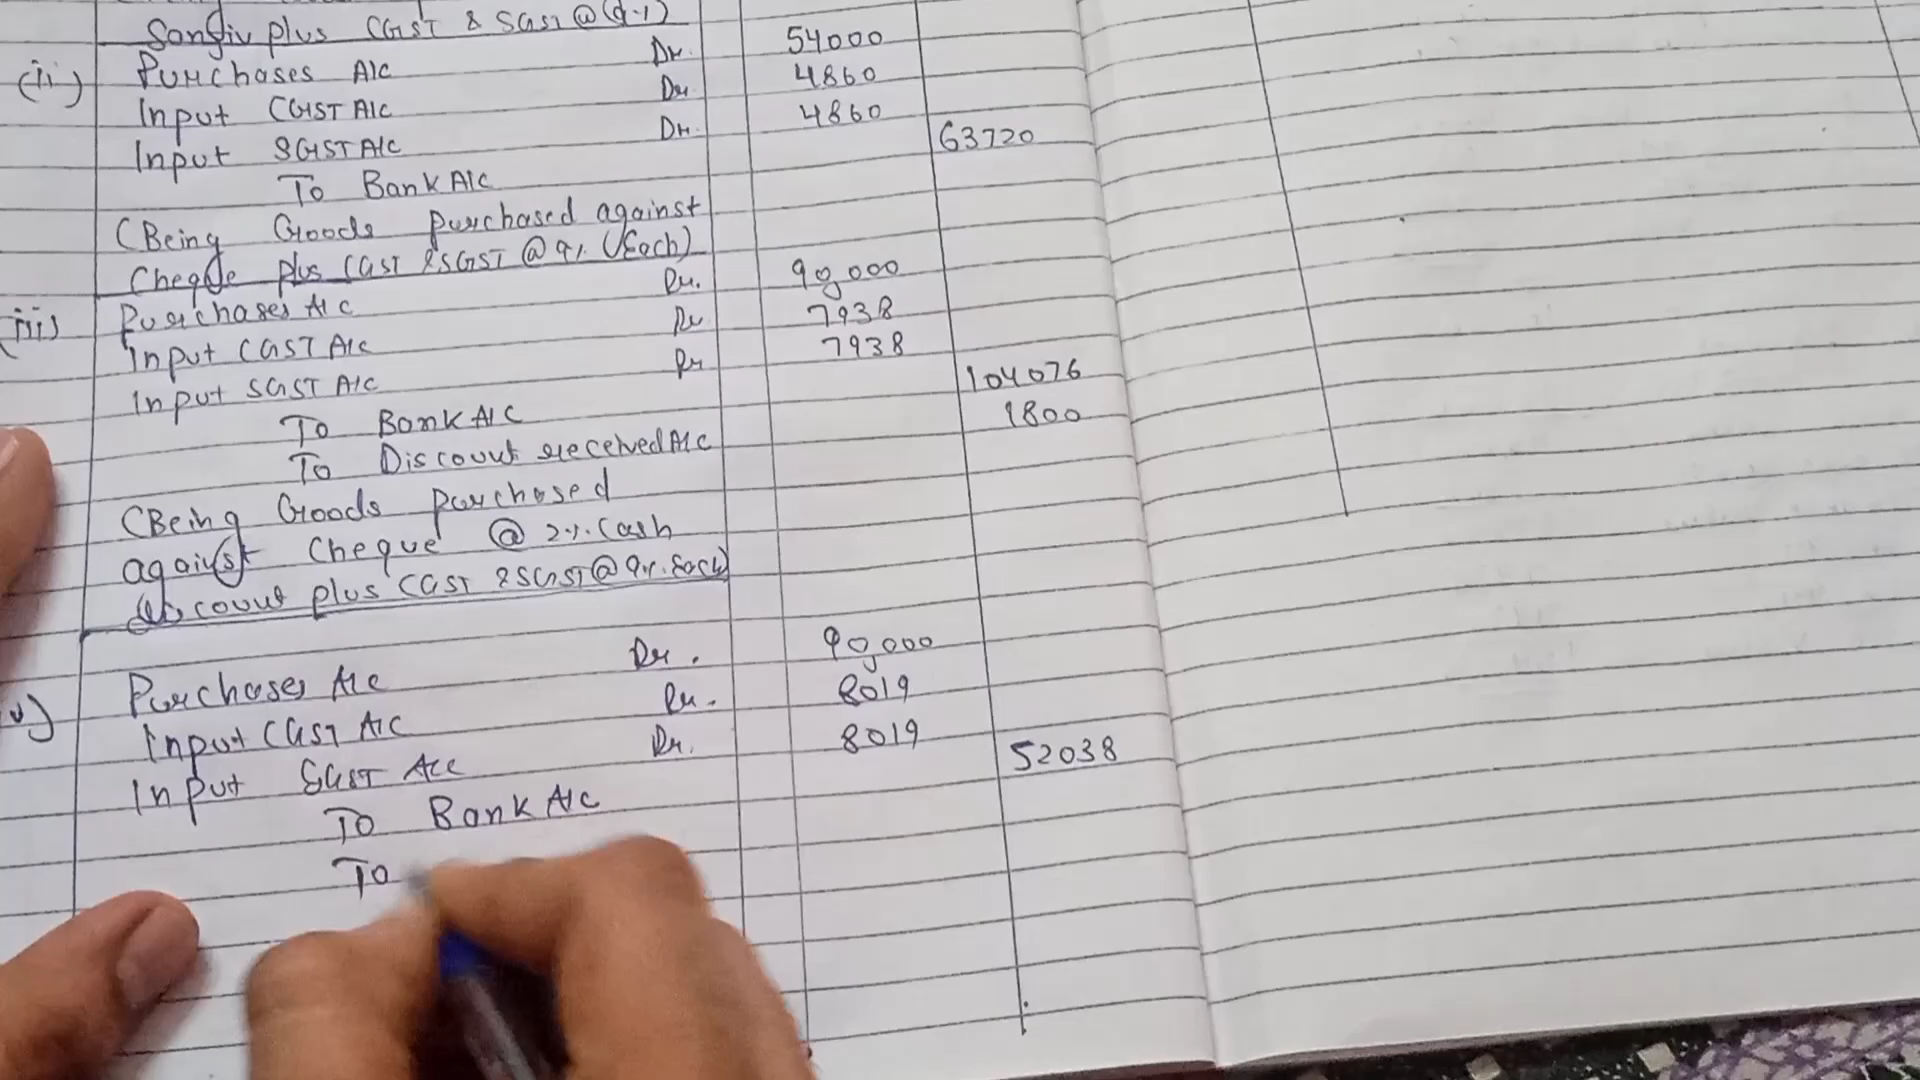 Sangiv plus CGST & SGST @ (9%)
(ii) Purchases A/c Dr. 54000
Input CGST A/c Dr. 4860
Input SGST A/c Dr. 4860
To Bank A/c 63720
(Being Goods purchased against
Cheque plus CGST & SGST @ 9% (Each)
(iii) Purchases A/c Dr. 90,000
Input CGST A/c Dr 7938
Input SGST A/c Dr 7938
To Bank A/c 104076
To Discount received A/c 1800
(Being Goods purchased
against Cheque @ 2% Cash
discount plus CGST & SGST @ 9% Each)
v) Purchases A/c Dr. 90,000
Input CGST A/c Dr. 8019
Input SGST A/c Dr. 8019
To Bank A/c 52038
To